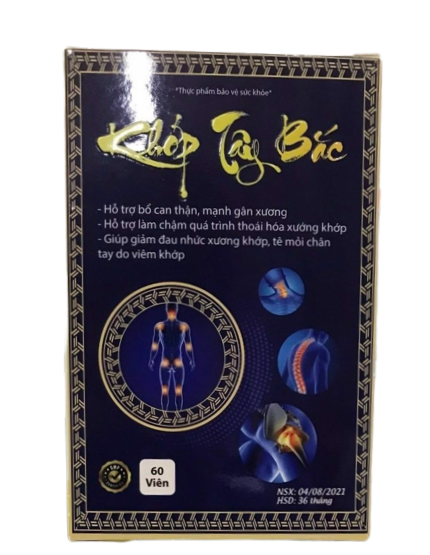 *Thực phẩm bảo vệ sức khỏe*
Khớp Tây Bắc
- Hỗ trợ bổ can thận, mạnh gân xương
- Hỗ trợ làm chậm quá trình thoái hóa xướng khớp
- Giúp giảm đau nhức xương khớp, tê mỏi chân
tay do viêm khớp
60
Viên
NSX: 04/08/2021
HSD: 36 tháng